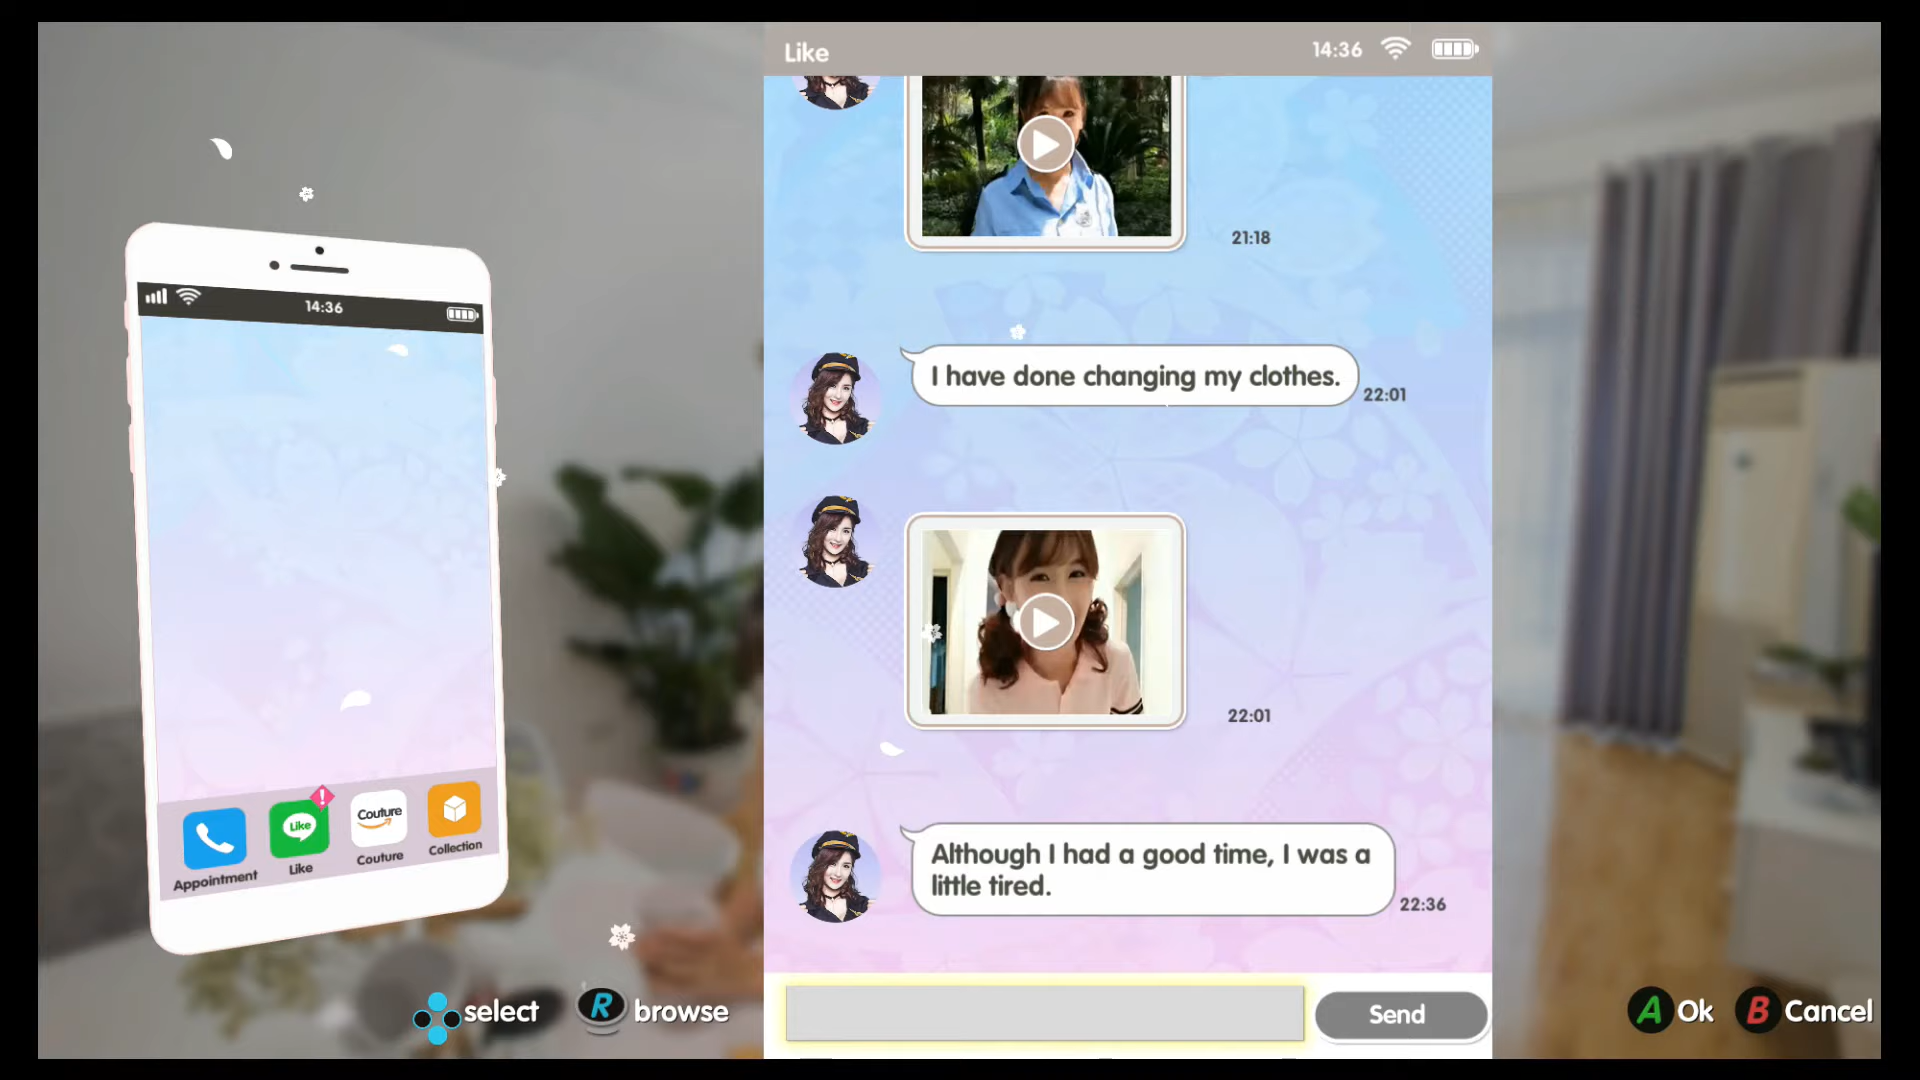 Like
14:36
21:18
14:36
I have done changing my clothes.
22:01
22:01
Although I had a good time, I was a
little tired.
22:36
Couture
Like
!
Appointment
Like
Couture
Collection
select
R browse
Send
A Ok
B Cancel